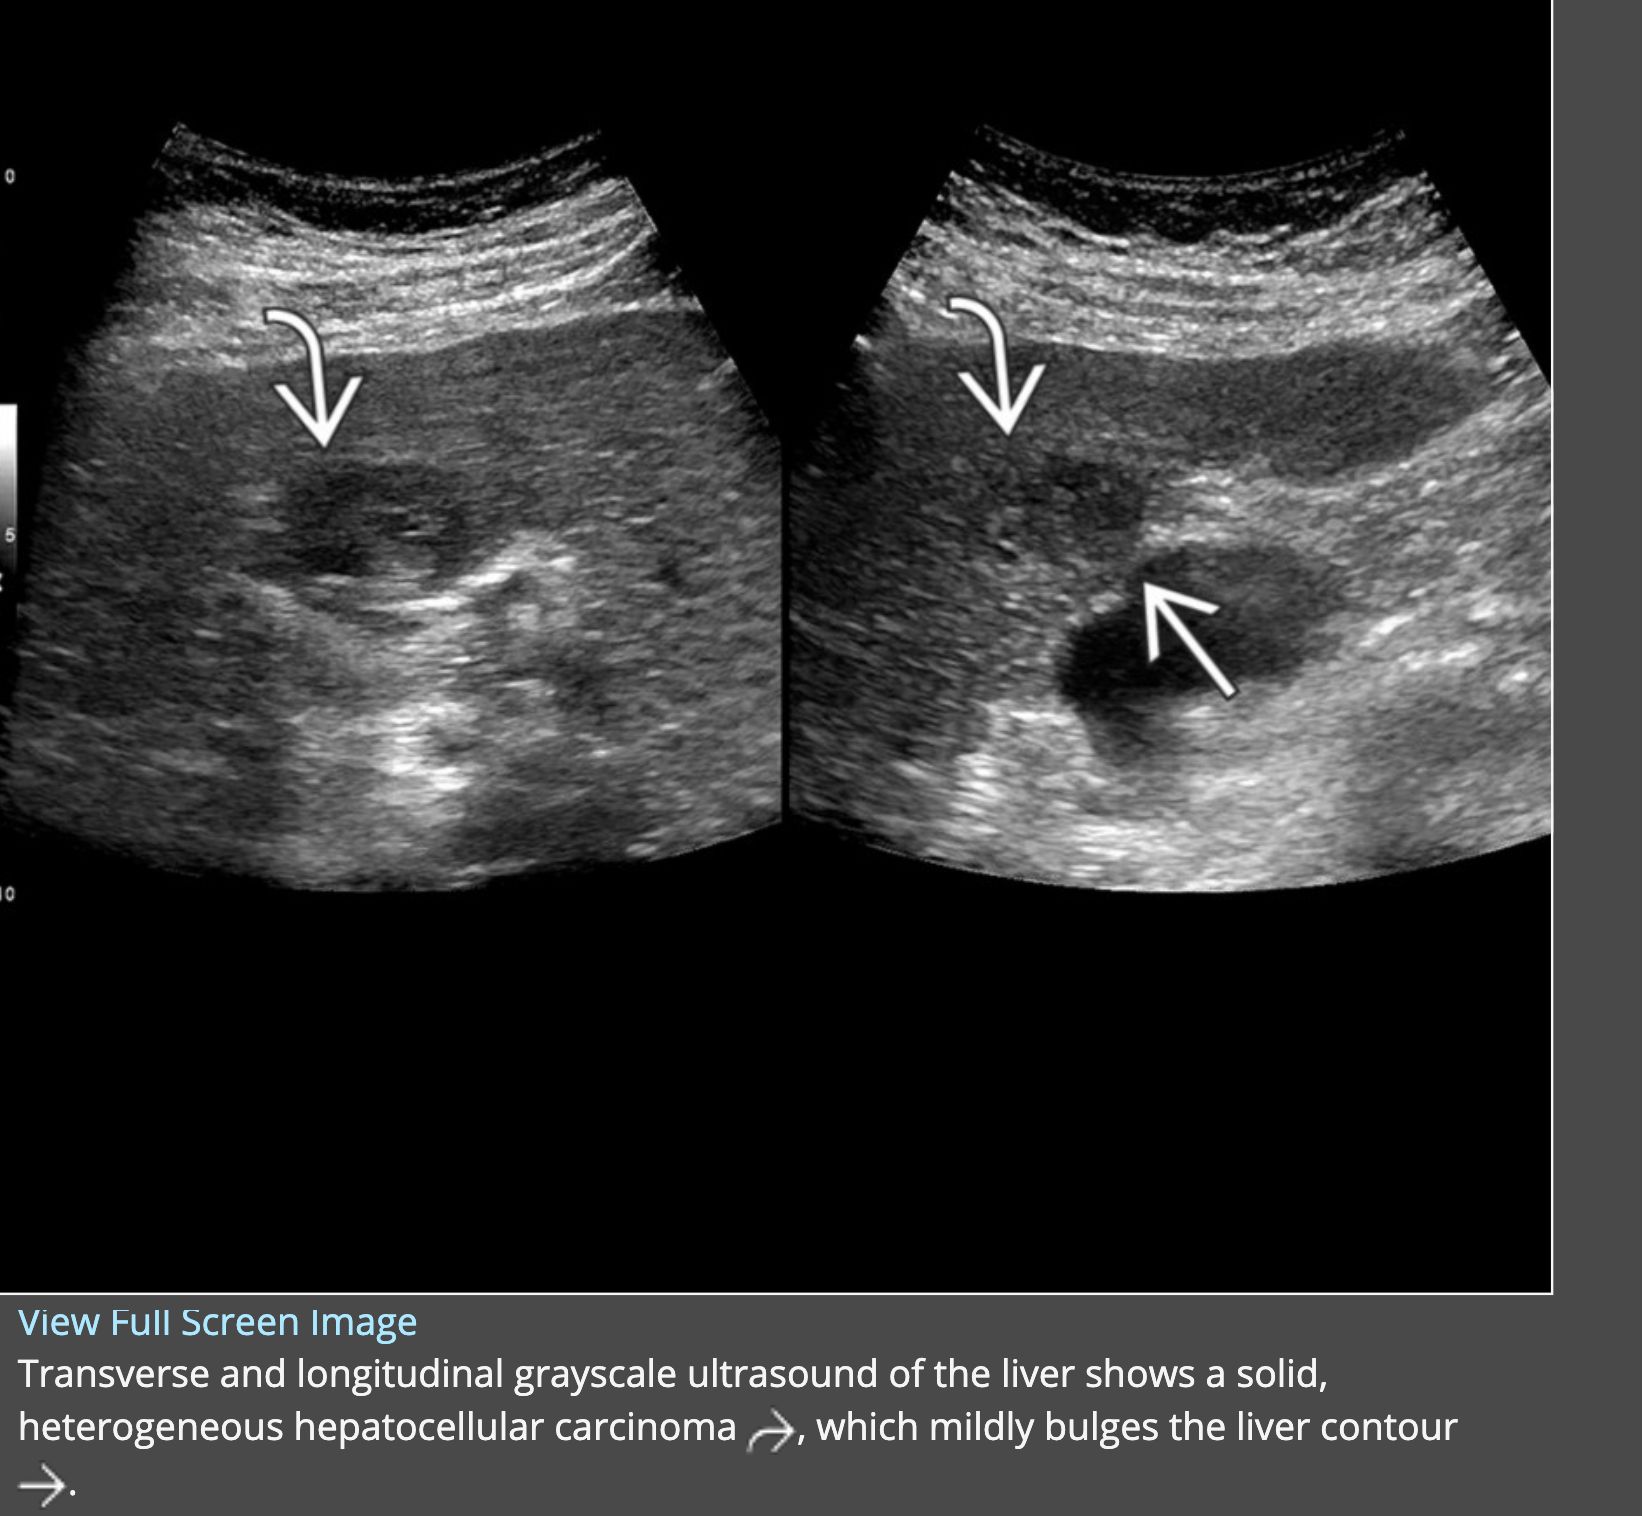 0
5
10
View Full Screen Image
Transverse and longitudinal grayscale ultrasound of the liver shows a solid,
heterogeneous hepatocellular carcinoma , which mildly bulges the liver contour
.